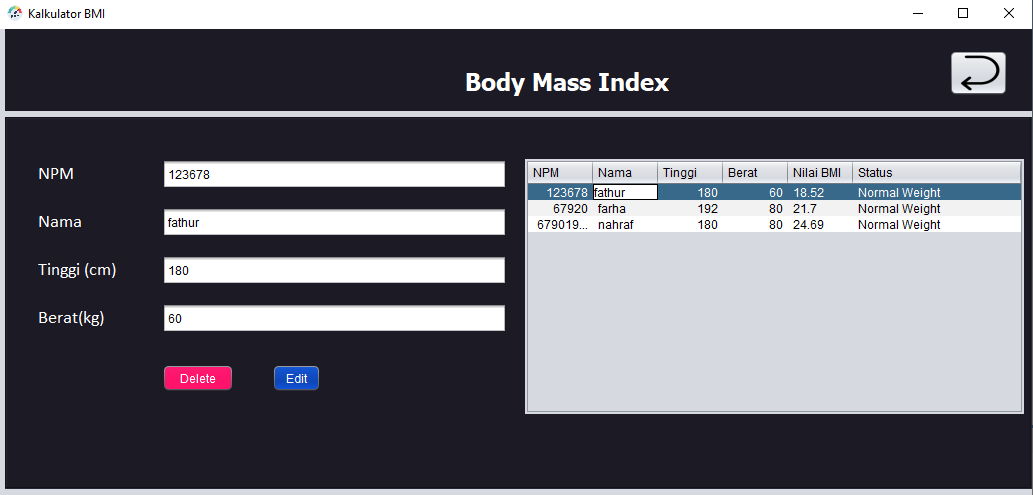 Kalkulator BMI
Body Mass Index
NPM 123678
Nama fathur
Tinggi (cm) 180
Berat(kg) 60
Delete Edit
NPM Nama Tinggi Berat Nilai BMI Status
123678 fathur 180 60 18.52 Normal Weight
67920 farha 192 80 21.7 Normal Weight
679019... nahraf 180 80 24.69 Normal Weight